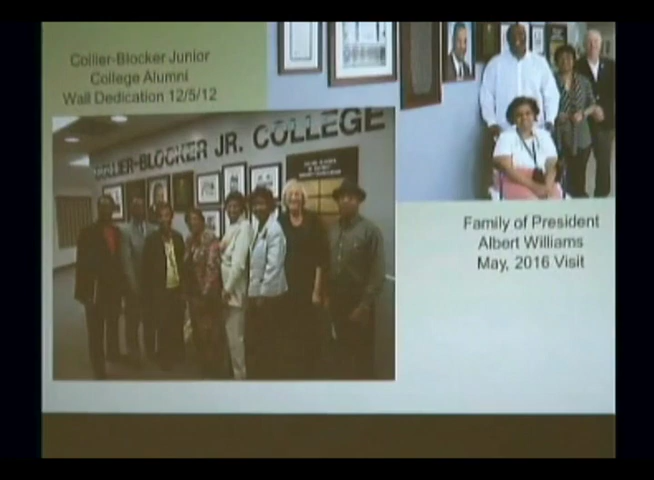 Collier-Blocker Junior
College Alumni
Wall Dedication 12/5/12
COLLIER-BLOCKER JR. COLLEGE
Family of President
Albert Williams
May, 2016 Visit